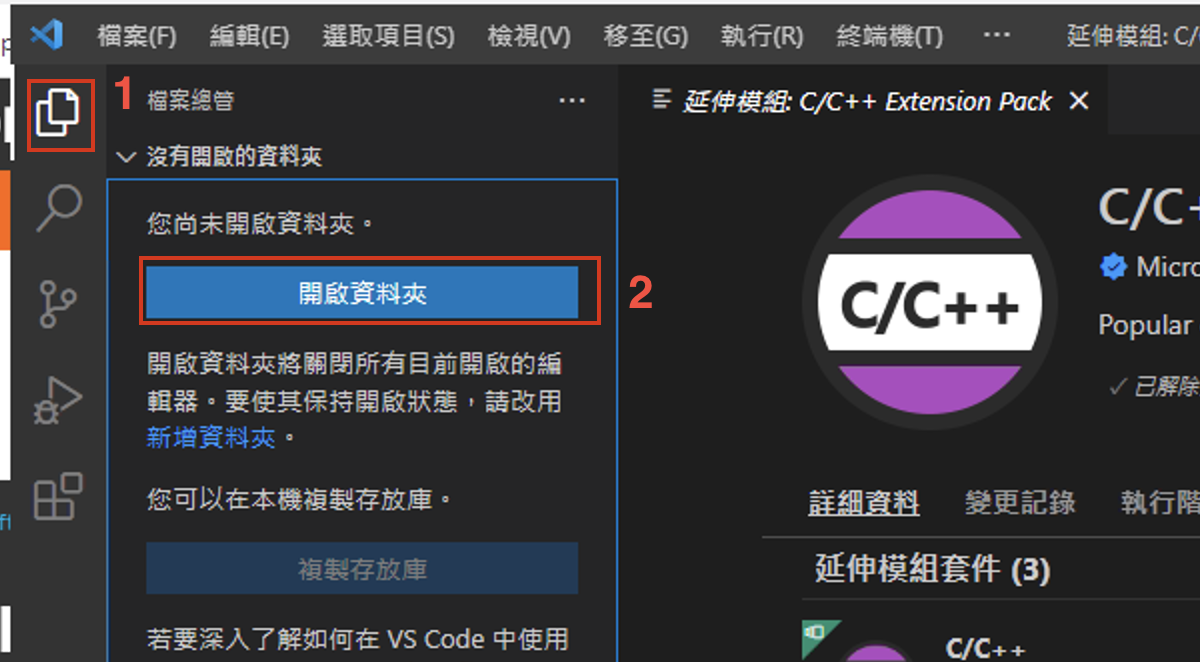 檔案(F) 編輯(E) 選取項目(S) 檢視(V) 移至(G) 執行(R) 終端機(T) ··· 延伸模組: C/
1
檔案總管 ···
沒有開啟的資料夾
您尚未開啟資料夾。
開啟資料夾
2
開啟資料夾將關閉所有目前開啟的編
輯器。要使其保持開啟狀態，請改用
新增資料夾。
您可以在本機複製存放庫。
複製存放庫
若要深入了解如何在 VS Code 中使用
延伸模組: C/C++ Extension Pack
C/C++
C/C+
Micro
Popular
已解除
詳細資料 變更記錄 執行階
延伸模組套件 (3)
C/C++